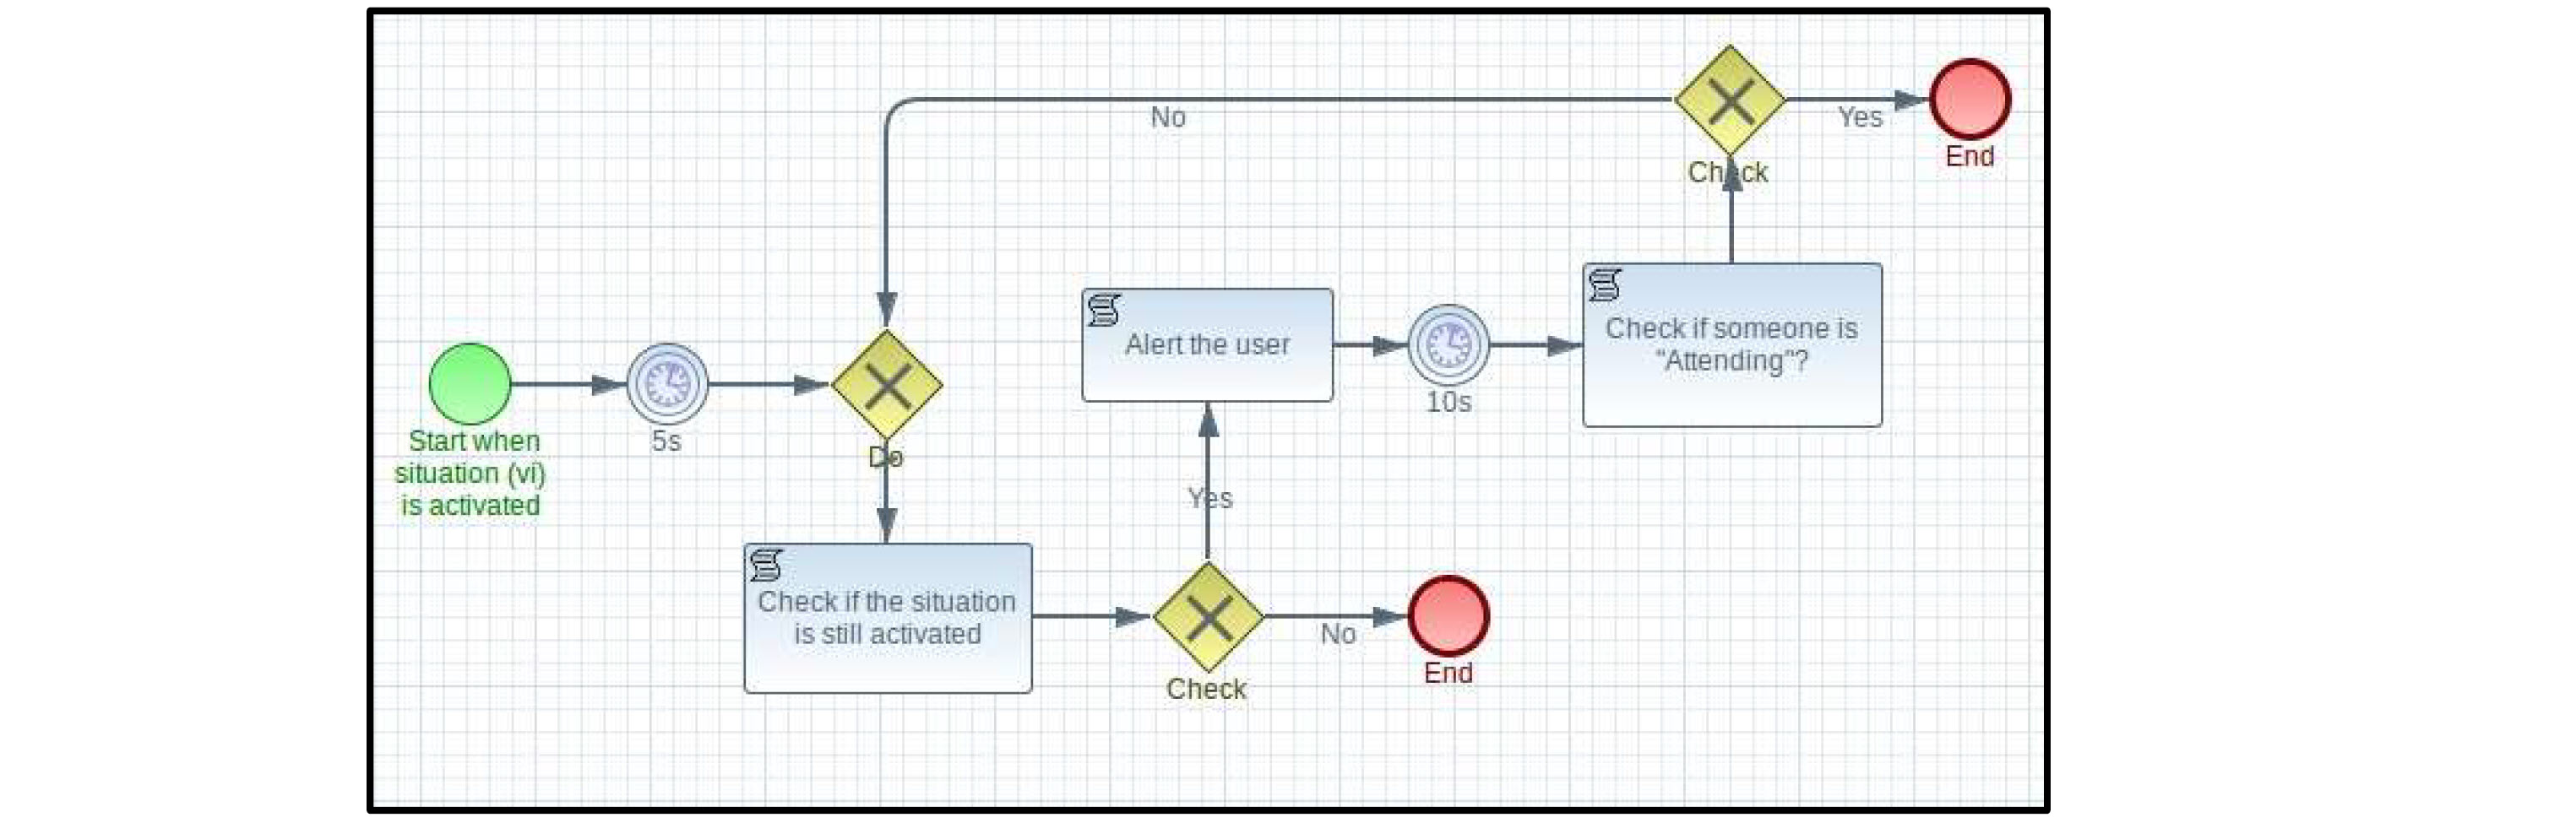 No
Yes
Check
End
Start when
situation (vi)
is activated
5s
Do
Alert the user
10s
Check if someone is
“Attending”?
Yes
Check if the situation
is still activated
Check
No
End